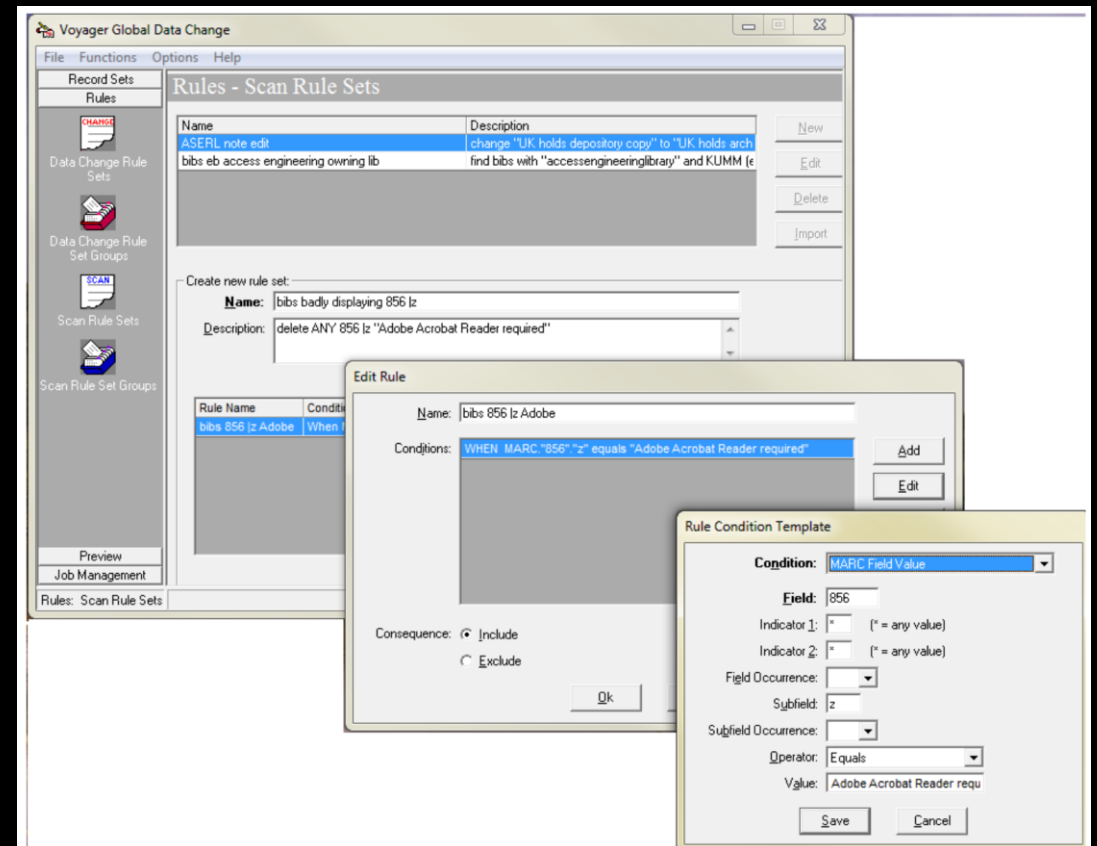 Voyager Global Data Change
File Functions Options Help
Record Sets
Rules
CHANGE
Data Change Rule
Sets
Data Change Rule
Set Groups
SCAN
Scan Rule Sets
Scan Rule Set Groups
Preview
Job Management
Rules: Scan Rule Sets
Rules - Scan Rule Sets
Name Description
ASERL note edit change "UK holds depository copy" to "UK holds arch
bibs eb access engineering owning lib find bibs with "accessengineeringlibrary" and KUMM (e
New
Edit
Delete
Import
Create new rule set:
Name: bibs badly displaying 856 |z
Description: delete ANY 856 |z "Adobe Acrobat Reader required"
Rule Name Conditi
bibs 856 |z Adobe When
Edit Rule
Name: bibs 856 |z Adobe
Conditions: WHEN MARC."856"."z" equals "Adobe Acrobat Reader required"
Add
Edit
Consequence: Include
Exclude
Ok
Rule Condition Template
Condition: MARC Field Value
Field: 856
Indicator 1: * (* = any value)
Indicator 2: * (* = any value)
Field Occurrence:
Subfield: z
Subfield Occurrence:
Operator: Equals
Value: Adobe Acrobat Reader requ
Save Cancel